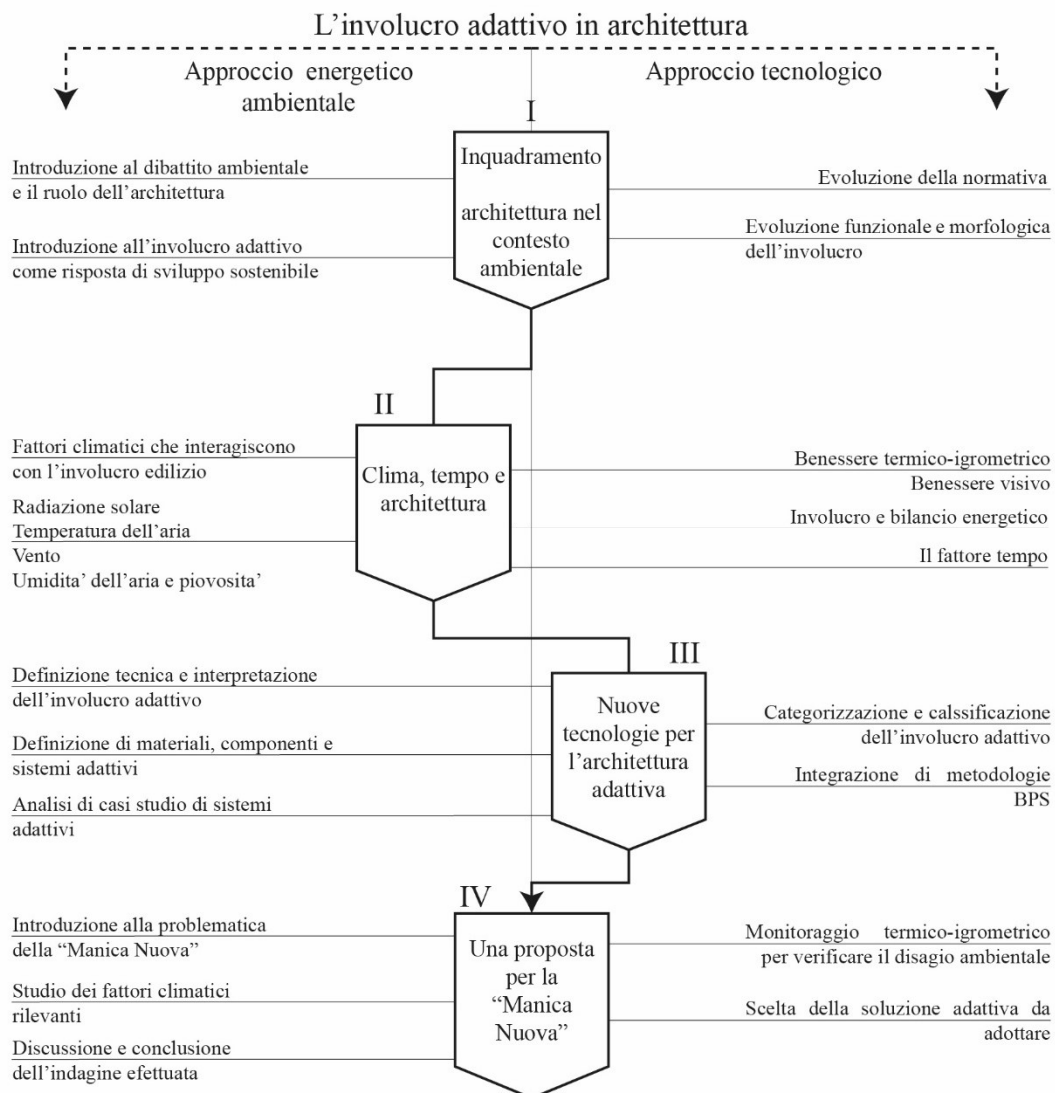 L'involucro adattivo in architettura
Approccio energetico
ambientale
Approccio tecnologico
I
Inquadramento
architettura nel
contesto
ambientale
Introduzione al dibattito ambientale
e il ruolo dell'architettura
Introduzione all'involucro adattivo
come risposta di sviluppo sostenibile
Evoluzione della normativa
Evoluzione funzionale e morfologica
dell'involucro
II
Clima, tempo e
architettura
Fattori climatici che interagiscono
con l'involucro edilizio
Radiazione solare
Temperatura dell'aria
Vento
Umidita' dell'aria e piovosita'
Benessere termico-igrometrico
Benessere visivo
Involucro e bilancio energetico
Il fattore tempo
III
Nuove
tecnologie per
l'architettura
adattiva
Definizione tecnica e interpretazione
dell'involucro adattivo
Definizione di materiali, componenti e
sistemi adattivi
Analisi di casi studio di sistemi
adattivi
Categorizzazione e calssificazione
dell'involucro adattivo
Integrazione di metodologie
BPS
IV
Una proposta
per la
“Manica
Nuova”
Introduzione alla problematica
della “Manica Nuova”
Studio dei fattori climatici
rilevanti
Discussione e conclusione
dell'indagine effetuata
Monitoraggio termico-igrometrico
per verificare il disagio ambientale
Scelta della soluzione adattiva da
adottare